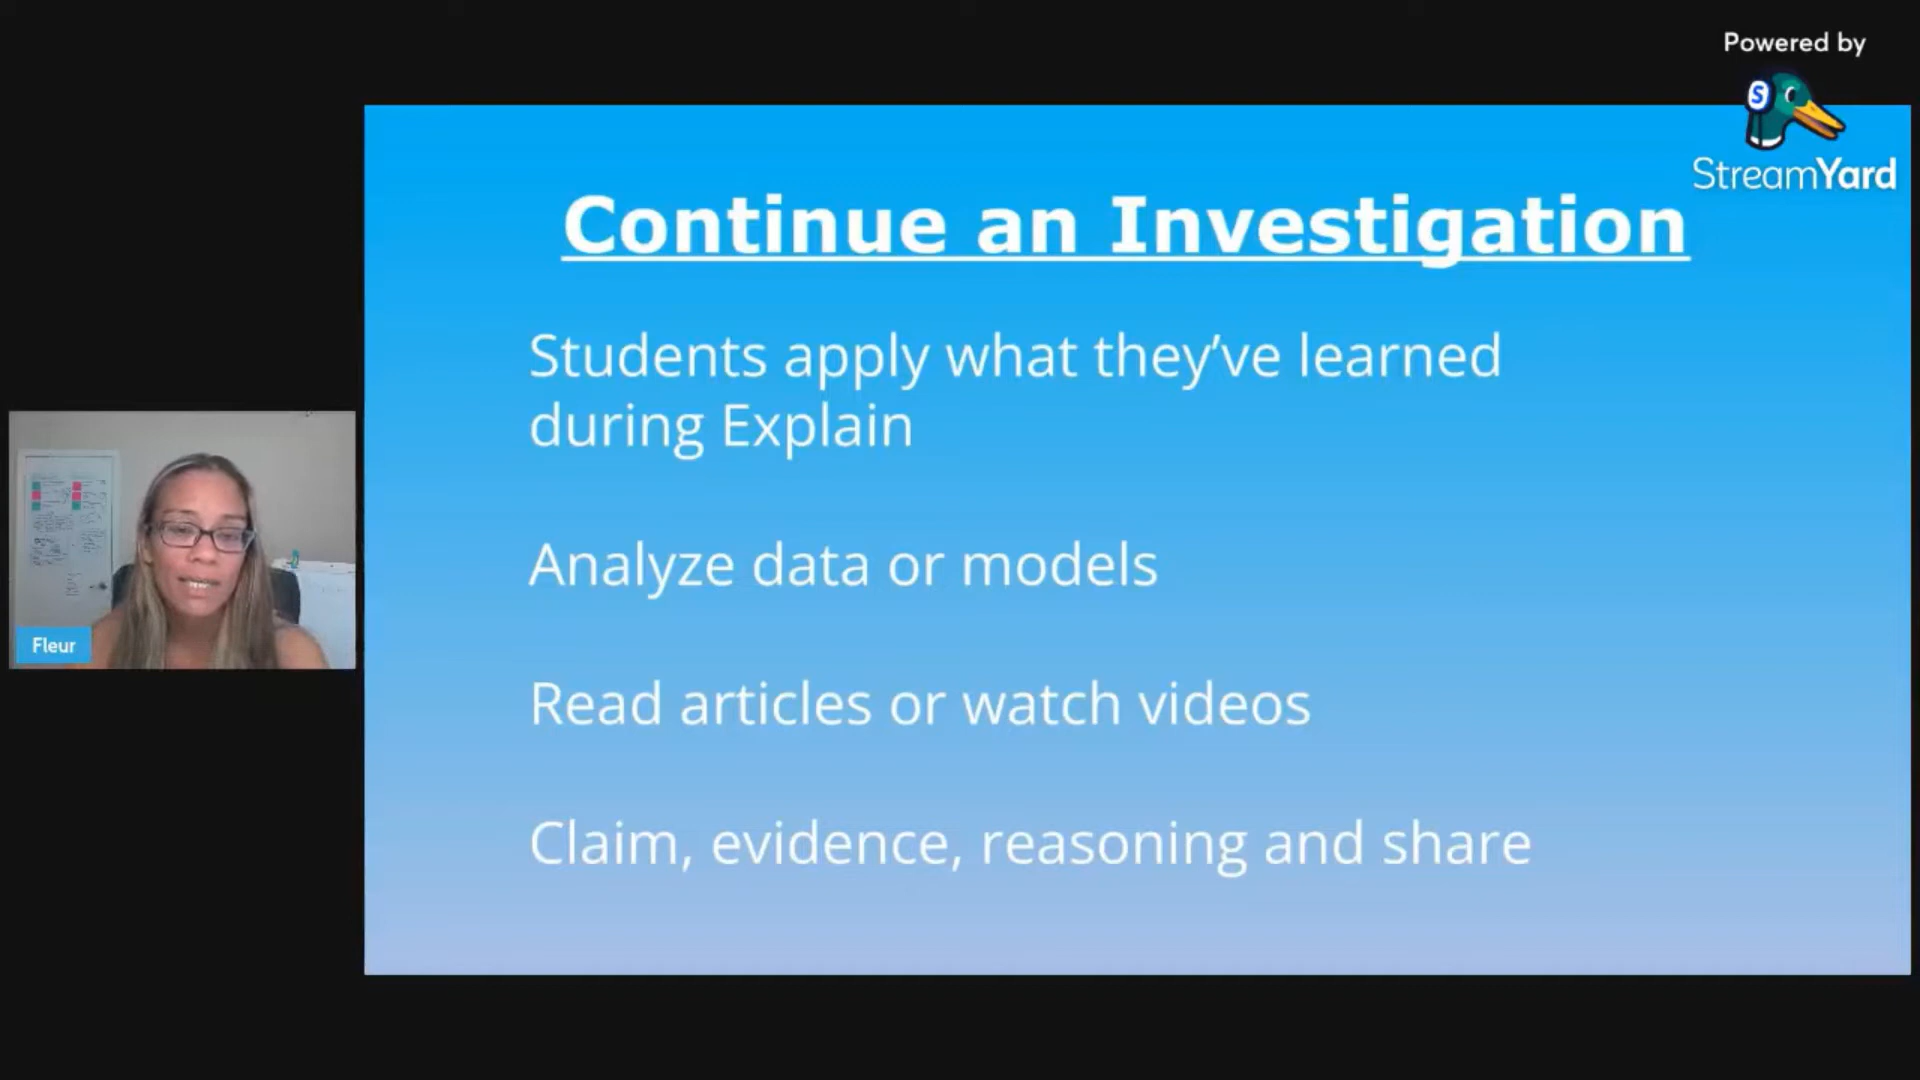 Powered by
S
StreamYard
Continue an Investigation
Students apply what they’ve learned
during Explain
Analyze data or models
Read articles or watch videos
Claim, evidence, reasoning and share
Fleur